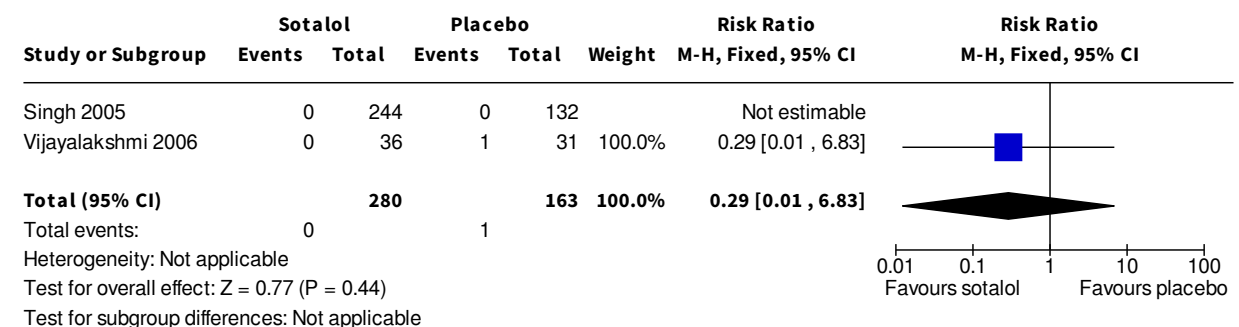 Sotalol Placebo Risk Ratio Risk Ratio
Study or Subgroup Events Total Events Total Weight M-H, Fixed, 95% CI M-H, Fixed, 95% CI
Singh 2005 0 244 0 132 Not estimable
Vijayalakshmi 2006 0 36 1 31 100.0% 0.29 [0.01 , 6.83]
Total (95% CI) 280 163 100.0% 0.29 [0.01 , 6.83]
Total events: 0 1
Heterogeneity: Not applicable
0.01 0.1 1 10 100
Test for overall effect: Z = 0.77 (P = 0.44) Favours sotalol Favours placebo
Test for subgroup differences: Not applicable